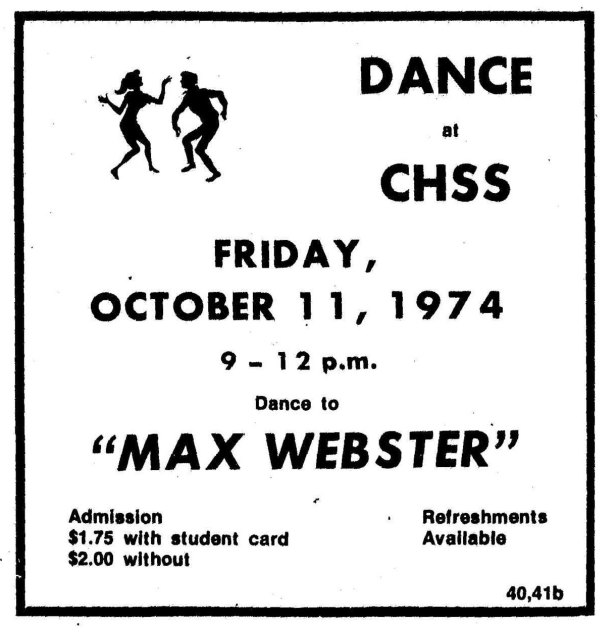 DANCE
at
CHSS
FRIDAY,
OCTOBER 11, 1974
9 – 12 p.m.
Dance to
"MAX WEBSTER"
Admission
$1.75 with student card
$2.00 without
Refreshments
Available
40,41b